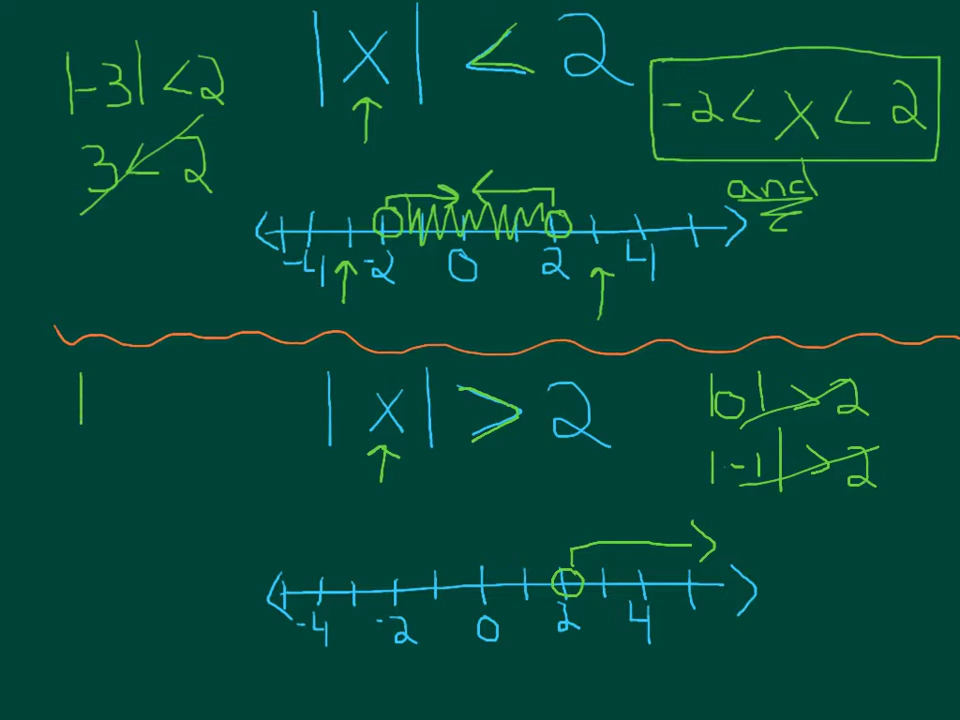 |x| < 2
|-3| < 2
3 < 2
-2 < x < 2
and
-4 -2 0 2 4
|
|x| > 2
|0| > 2
|-1| > 2
-4 -2 0 2 4